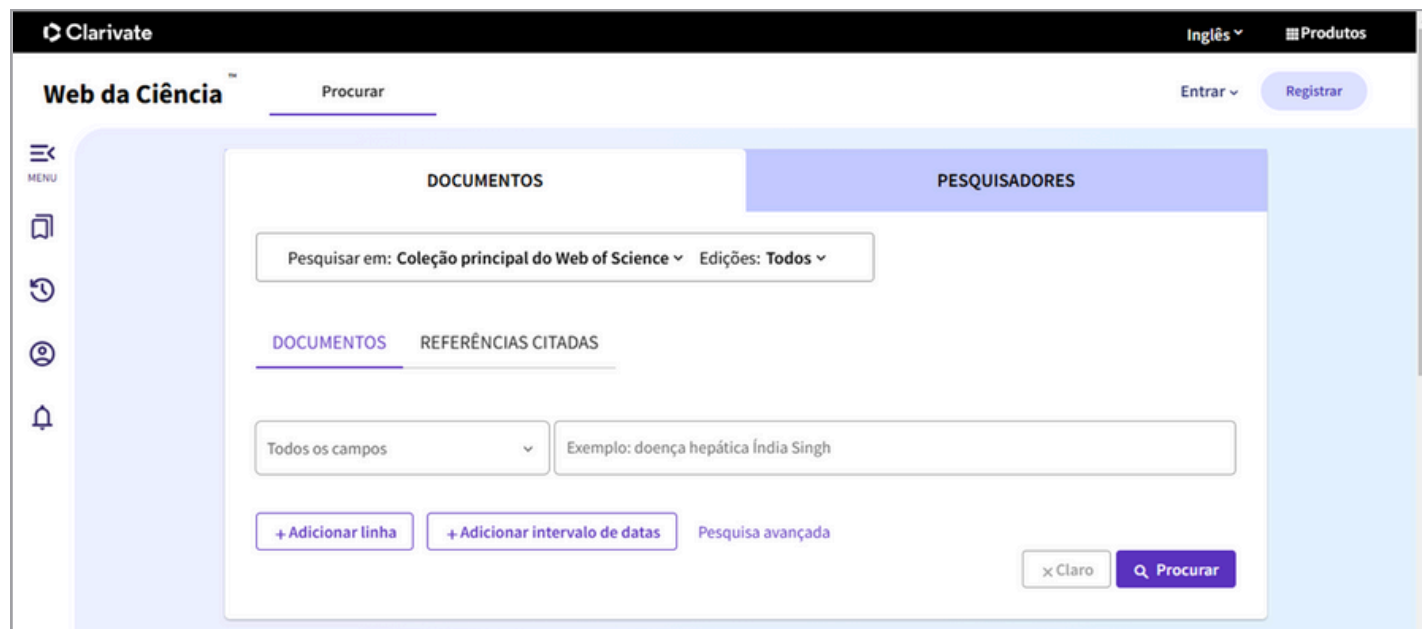 Clarivate
Inglês
Produtos
Web da Ciência™
Procurar
Entrar
Registrar
MENU
DOCUMENTOS
PESQUISADORES
Pesquisar em: Coleção principal do Web of Science Edições: Todos
DOCUMENTOS
REFERÊNCIAS CITADAS
Todos os campos
Exemplo: doença hepática Índia Singh
+ Adicionar linha
+ Adicionar intervalo de datas
Pesquisa avançada
× Claro
Procurar